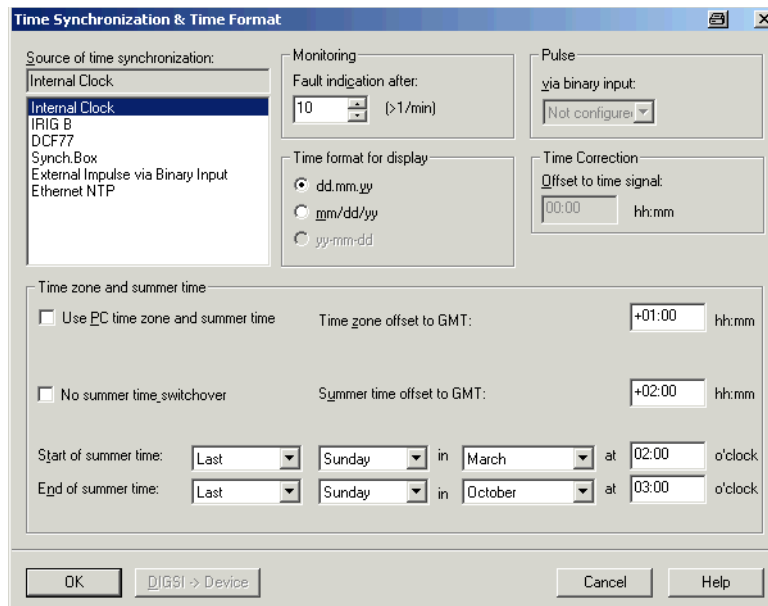 Time Synchronization & Time Format
Source of time synchronization:
Internal Clock
Internal Clock
IRIG B
DCF77
Synch.Box
External Impulse via Binary Input
Ethernet NTP
Monitoring
Fault indication after:
10 (>1/min)
Pulse
via binary input:
Not configure
Time format for display
dd.mm.yy
mm/dd/yy
yy-mm-dd
Time Correction
Offset to time signal:
00:00 hh:mm
Time zone and summer time
Use PC time zone and summer time Time zone offset to GMT: +01:00 hh:mm
No summer time switchover Summer time offset to GMT: +02:00 hh:mm
Start of summer time: Last Sunday in March at 02:00 o'clock
End of summer time: Last Sunday in October at 03:00 o'clock
OK DIGSI -> Device Cancel Help